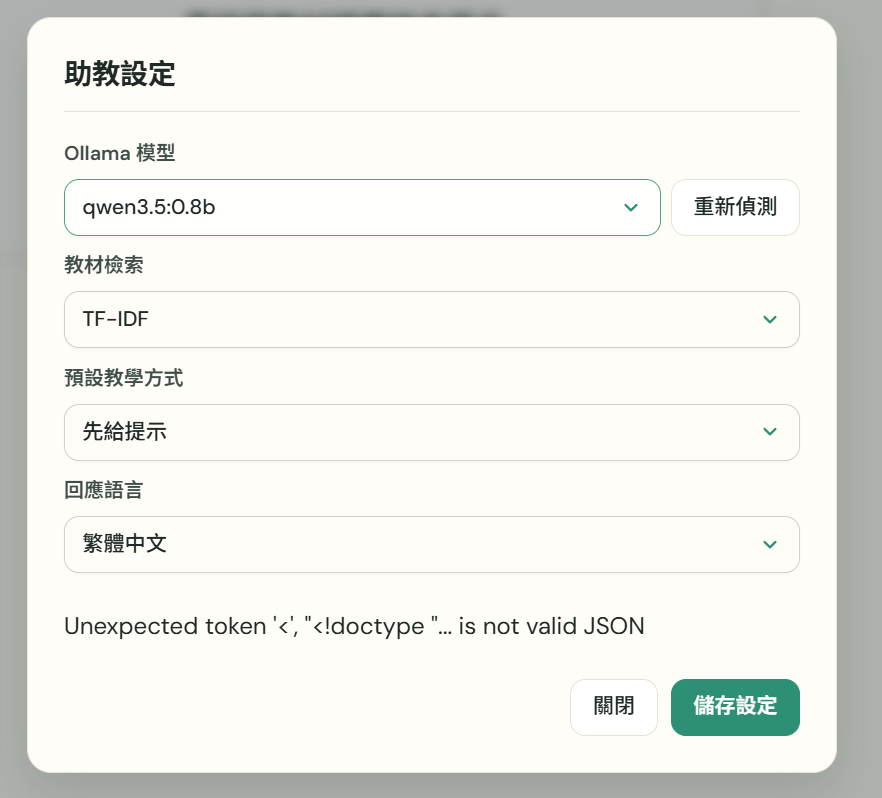 助教設定
Ollama 模型
qwen3.5:0.8b
重新偵測
教材檢索
TF-IDF
預設教學方式
先給提示
回應語言
繁體中文
Unexpected token '<', "<!doctype "... is not valid JSON
關閉
儲存設定